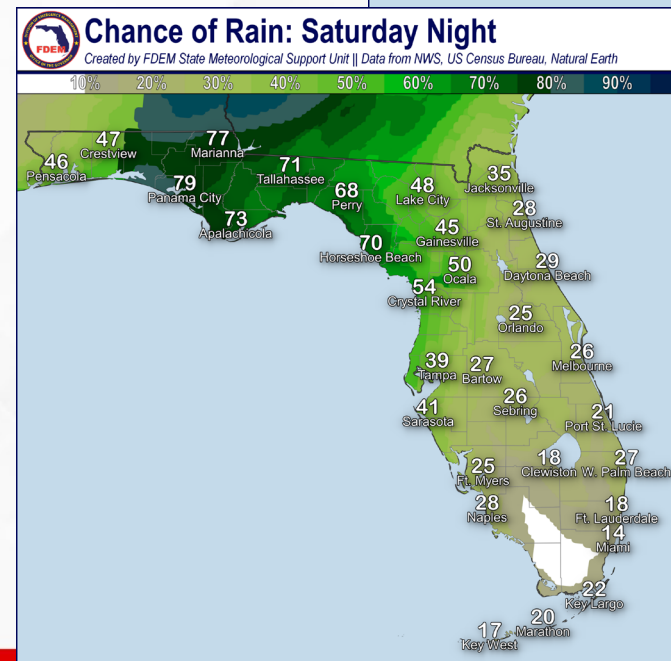 FDEM
Chance of Rain: Saturday Night
Created by FDEM State Meteorological Support Unit || Data from NWS, US Census Bureau, Natural Earth
10% 20% 30% 40% 50% 60% 70% 80% 90%
47
Crestview
46
Pensacola
77
Marianna
79
Panama City
73
Apalachicola
71
Tallahassee
68
Perry
70
Horseshoe Beach
48
Lake City
35
Jacksonville
28
St. Augustine
45
Gainesville
50
Ocala
29
Daytona Beach
54
Crystal River
25
Orlando
26
Melbourne
39
Tampa
27
Bartow
41
Sarasota
26
Sebring
21
Port St. Lucie
25
Ft. Myers
18
Clewiston
27
W. Palm Beach
28
Naples
18
Ft. Lauderdale
14
Miami
22
Key Largo
20
Marathon
17
Key West